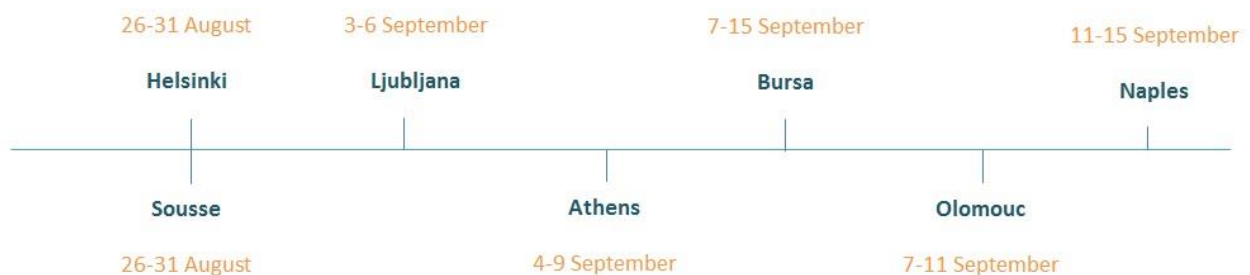 26-31 August
3-6 September
7-15 September
11-15 September
Helsinki
Ljubljana
Bursa
Naples
Sousse
Athens
Olomouc
26-31 August
4-9 September
7-11 September